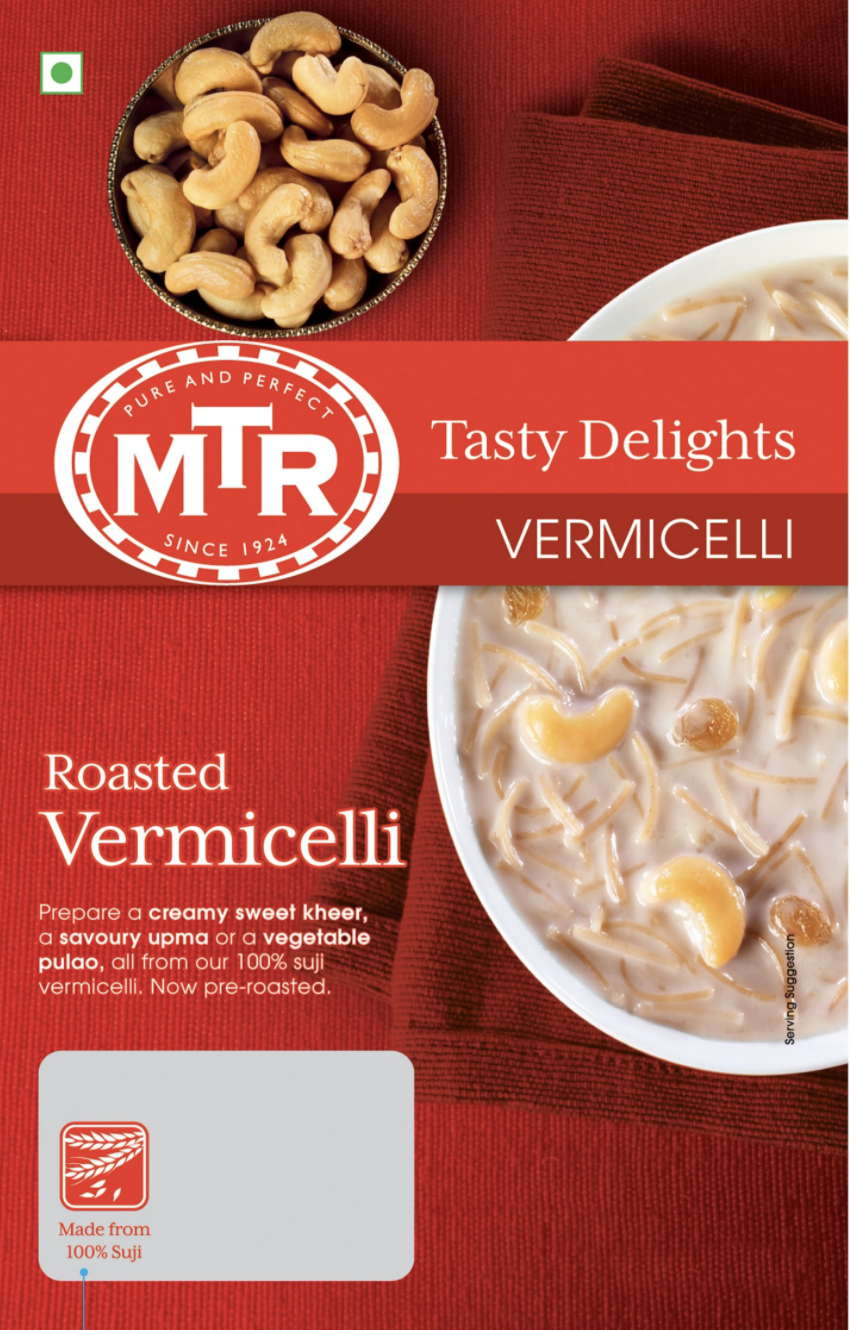 PURE AND PERFECT
MTR
SINCE 1924
Tasty Delights
VERMICELLI
Roasted
Vermicelli
Prepare a creamy sweet kheer,
a savoury upma or a vegetable
pulao, all from our 100% suji
vermicelli. Now pre-roasted.
Serving Suggestion
Made from
100% Suji